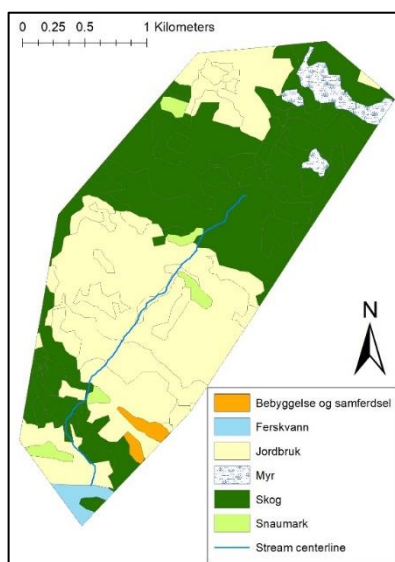 0 0.25 0.5 1 Kilometers
N
Bebyggelse og samferdsel
Ferskvann
Jordbruk
Myr
Skog
Snaumark
Stream centerline